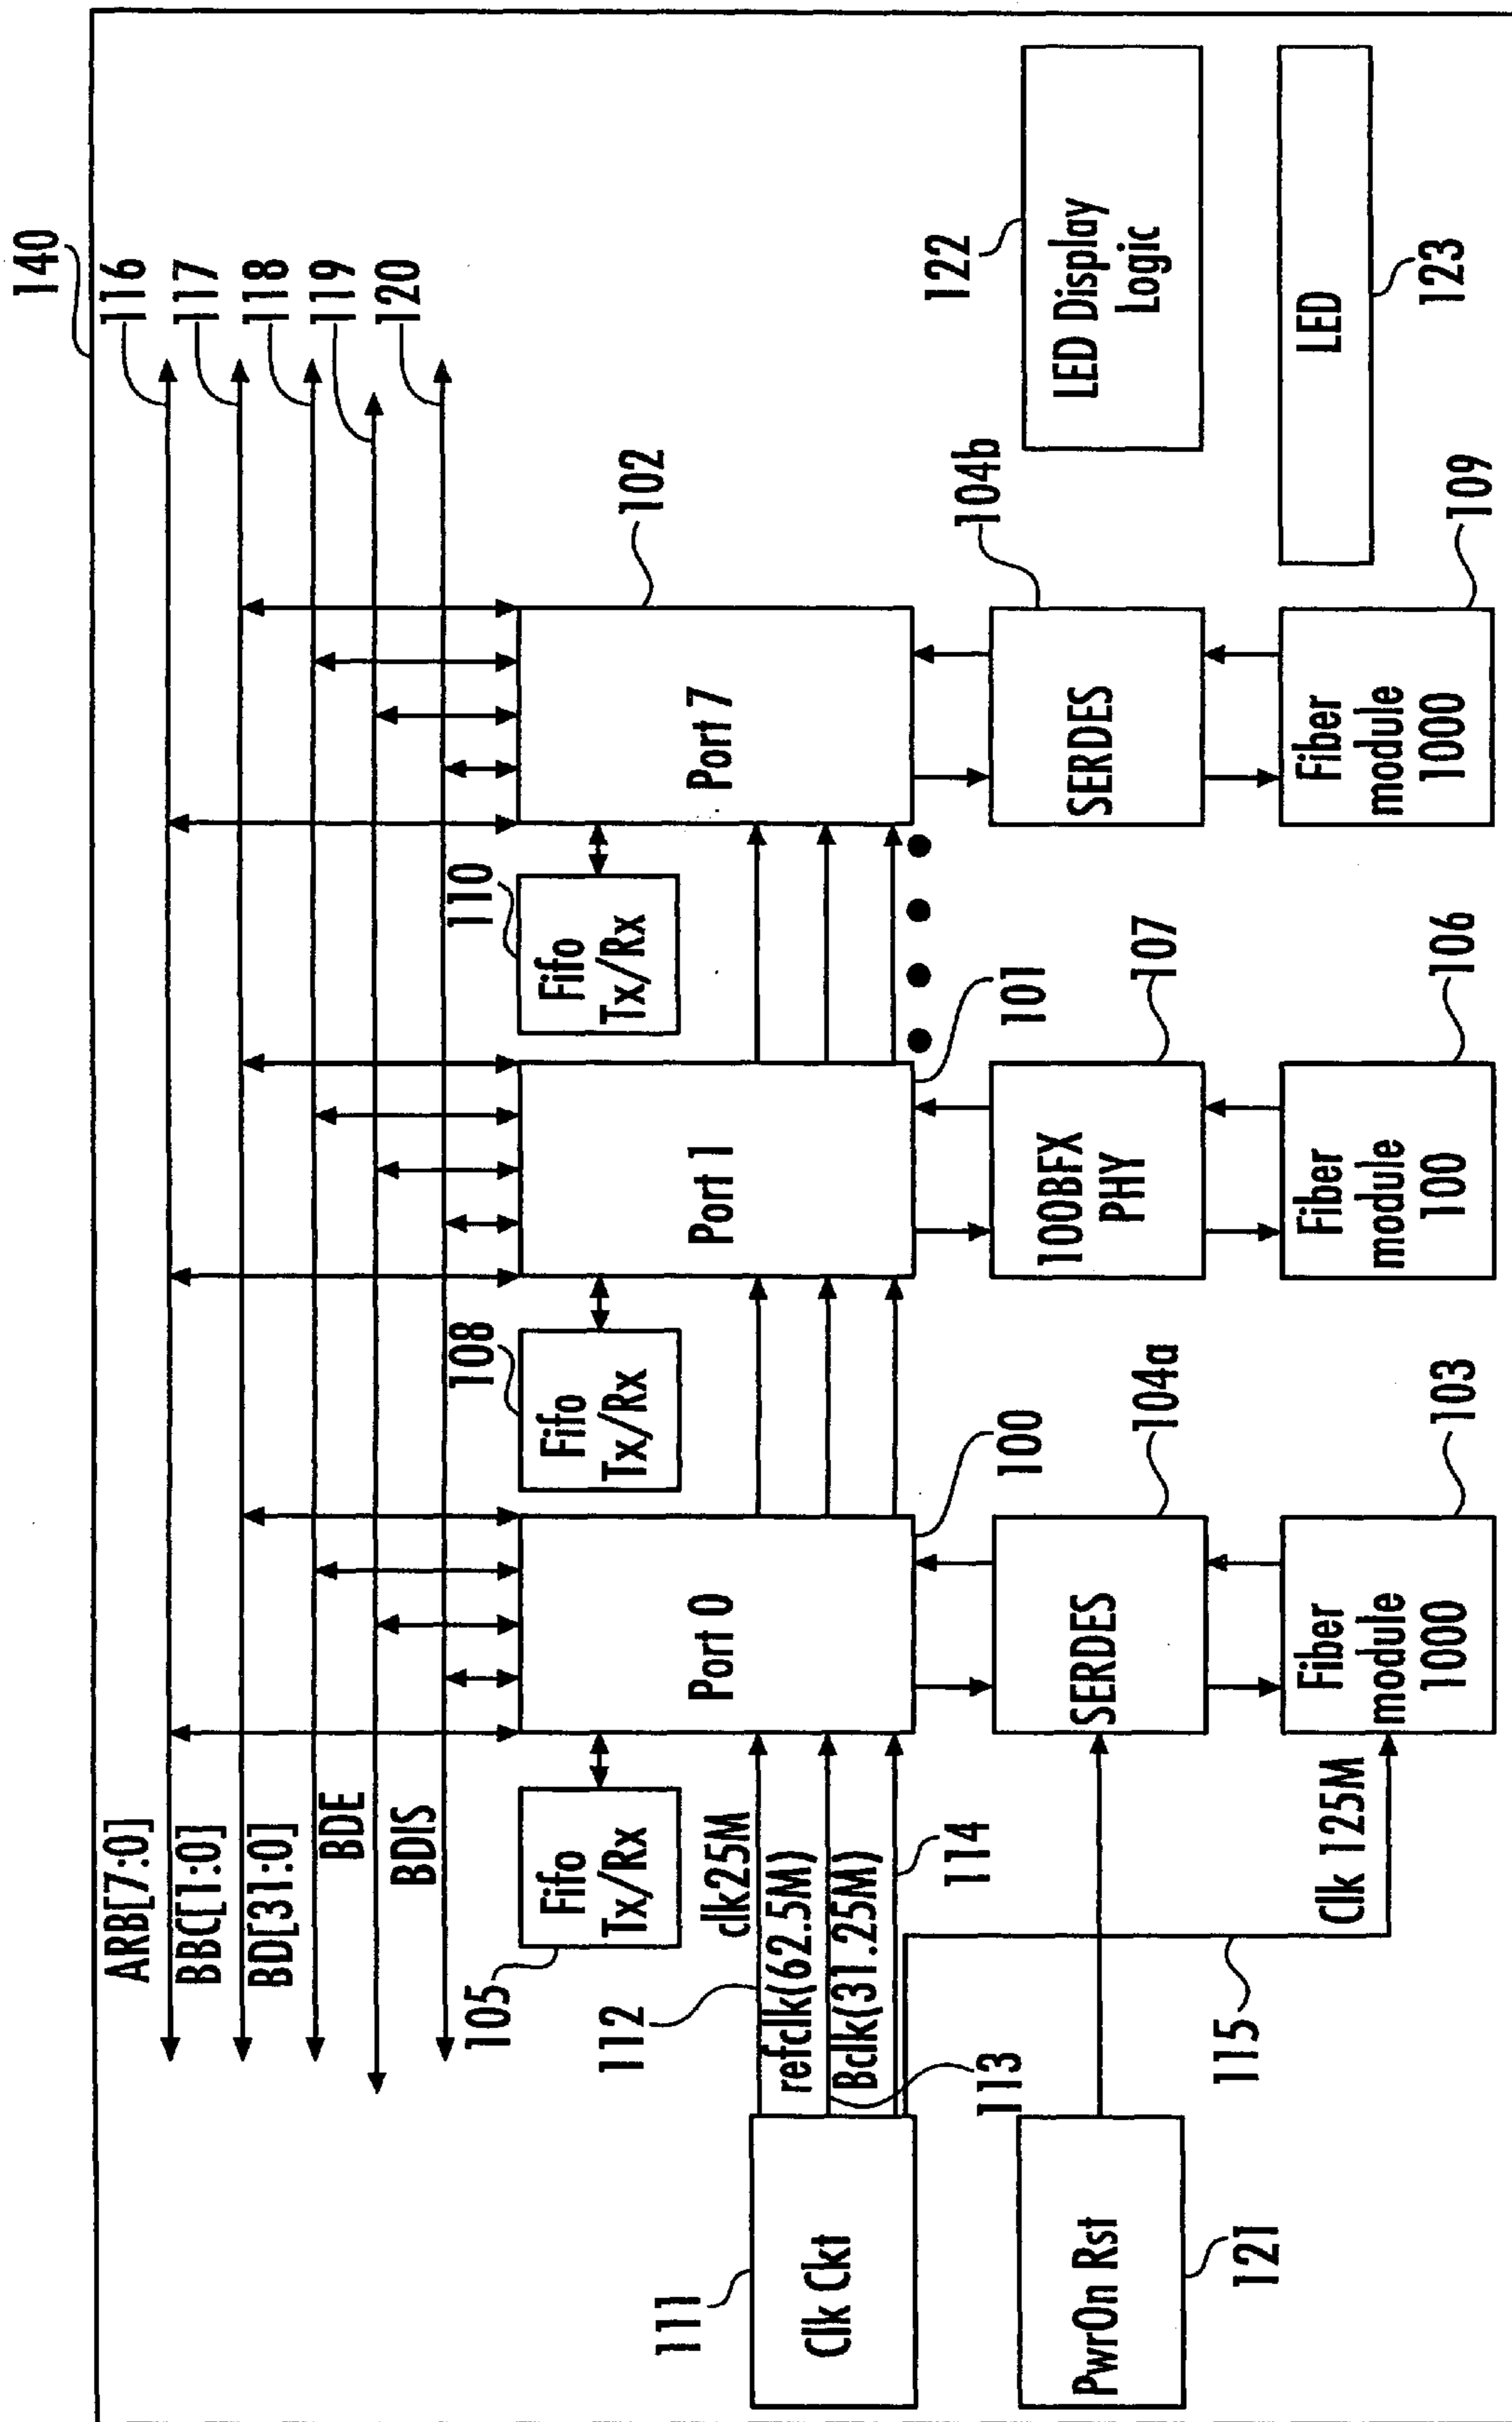 140
116
117
118
119
120
ARB[7:0]
BBC[1:0]
BD[31:0]
BDE
BDIS
105
Fifo
Tx/Rx
108
Fifo
Tx/Rx
110
Fifo
Tx/Rx
102
Port 0
Port 1
Port 7
112
clk25M
refclk(62.5M)
Bclk(31.25M)
113
114
100
101
111
Clk Ckt
104a
107
104b
122
SERDES
100BFX
PHY
SERDES
LED Display
Logic
PwrOn Rst
121
115
Clk 125M
103
106
109
Fiber
module
1000
Fiber
module
100
Fiber
module
1000
LED
123